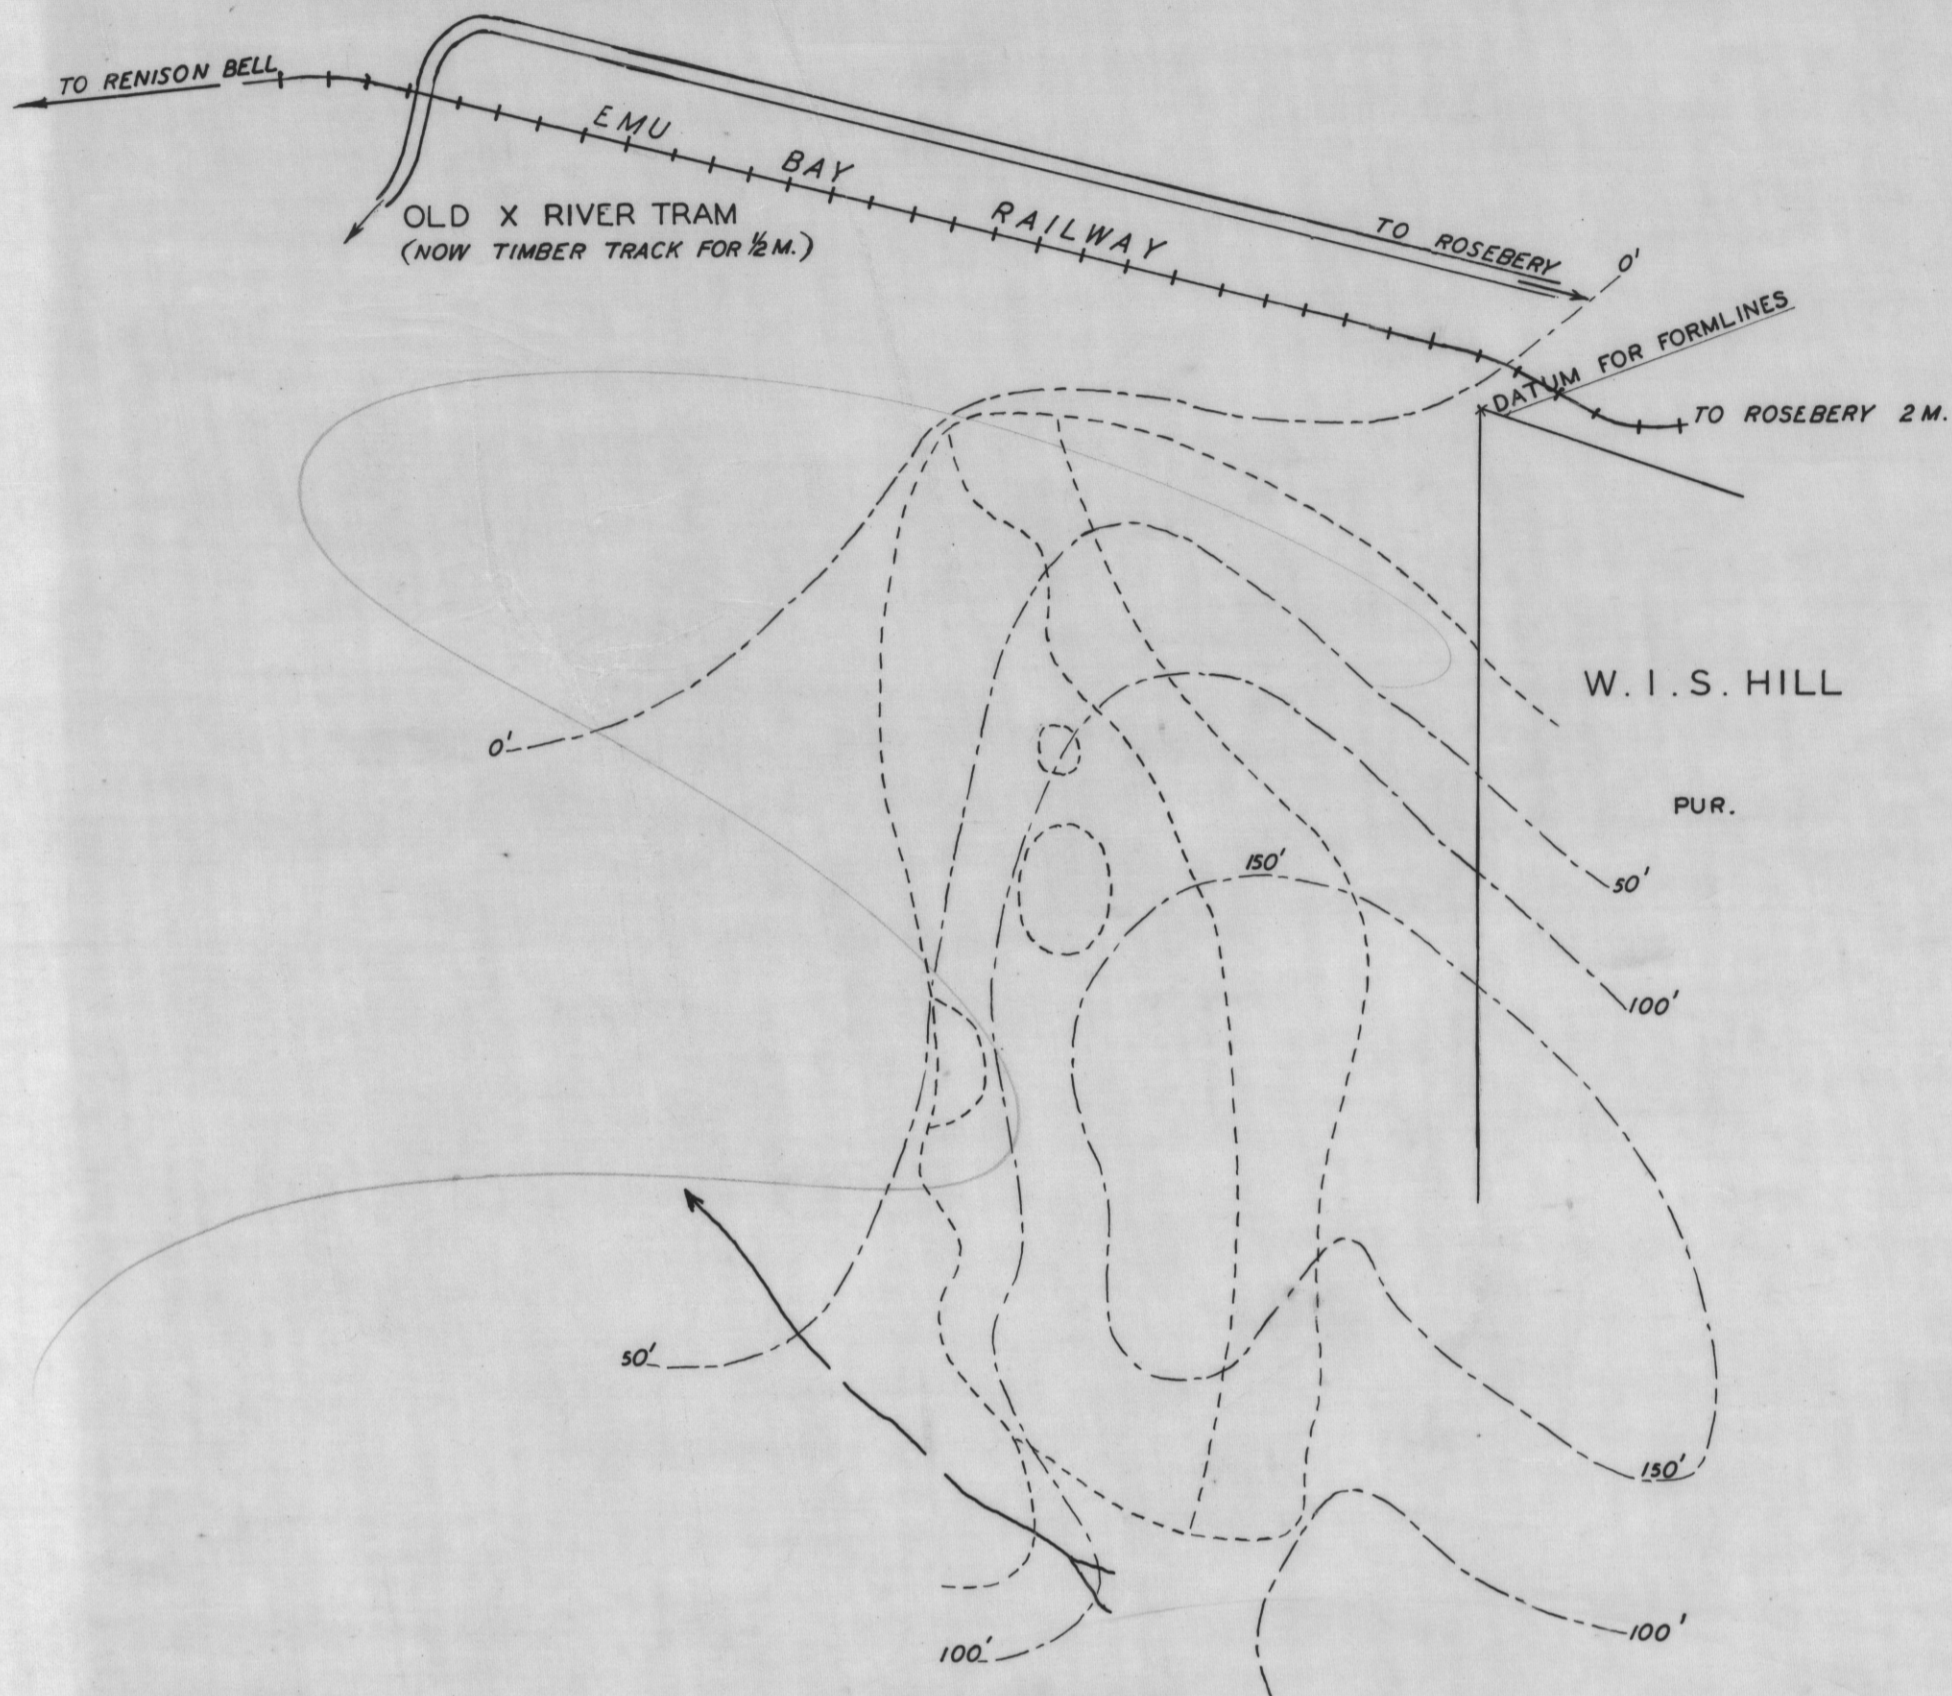 TO RENISON BELL
EMU BAY RAILWAY
OLD X RIVER TRAM
(NOW TIMBER TRACK FOR ½ M.)
TO ROSEBERY
0'
DATUM FOR FORMLINES
TO ROSEBERY 2 M.
W. I. S. HILL
0'
PUR.
150'
50'
100'
50'
150'
100'
100'